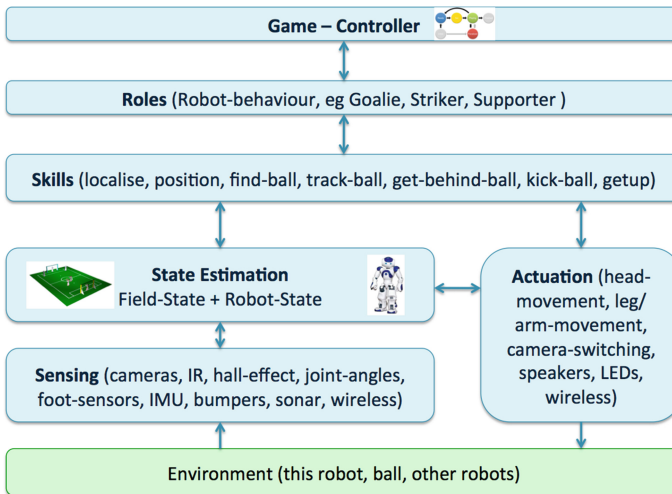 Game – Controller
Roles (Robot-behaviour, eg Goalie, Striker, Supporter )
Skills (localise, position, find-ball, track-ball, get-behind-ball, kick-ball, getup)
State Estimation
Field-State + Robot-State
Actuation (head-
movement, leg/
arm-movement,
camera-switching,
speakers, LEDs,
wireless)
Sensing (cameras, IR, hall-effect, joint-angles,
foot-sensors, IMU, bumpers, sonar, wireless)
Environment (this robot, ball, other robots)